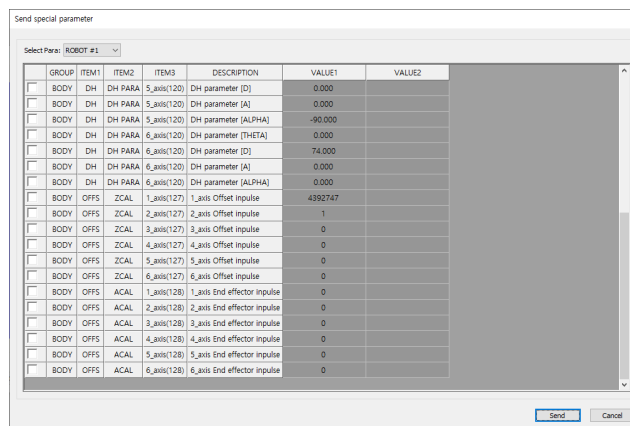 Send special parameter
Select Para: ROBOT #1
GROUP ITEM1 ITEM2 ITEM3 DESCRIPTION VALUE1 VALUE2
BODY DH DH PARA 5_axis(120) DH parameter [D] 0.000
BODY DH DH PARA 5_axis(120) DH parameter [A] 0.000
BODY DH DH PARA 5_axis(120) DH parameter [ALPHA] -90.000
BODY DH DH PARA 6_axis(120) DH parameter [THETA] 0.000
BODY DH DH PARA 6_axis(120) DH parameter [D] 74.000
BODY DH DH PARA 6_axis(120) DH parameter [A] 0.000
BODY DH DH PARA 6_axis(120) DH parameter [ALPHA] 0.000
BODY OFFS ZCAL 1_axis(127) 1_axis Offset inpulse 4392747
BODY OFFS ZCAL 2_axis(127) 2_axis Offset inpulse 1
BODY OFFS ZCAL 3_axis(127) 3_axis Offset inpulse 0
BODY OFFS ZCAL 4_axis(127) 4_axis Offset inpulse 0
BODY OFFS ZCAL 5_axis(127) 5_axis Offset inpulse 0
BODY OFFS ZCAL 6_axis(127) 6_axis Offset inpulse 0
BODY OFFS ACAL 1_axis(128) 1_axis End effector inpulse 0
BODY OFFS ACAL 2_axis(128) 2_axis End effector inpulse 0
BODY OFFS ACAL 3_axis(128) 3_axis End effector inpulse 0
BODY OFFS ACAL 4_axis(128) 4_axis End effector inpulse 0
BODY OFFS ACAL 5_axis(128) 5_axis End effector inpulse 0
BODY OFFS ACAL 6_axis(128) 6_axis End effector inpulse 0
Send Cancel